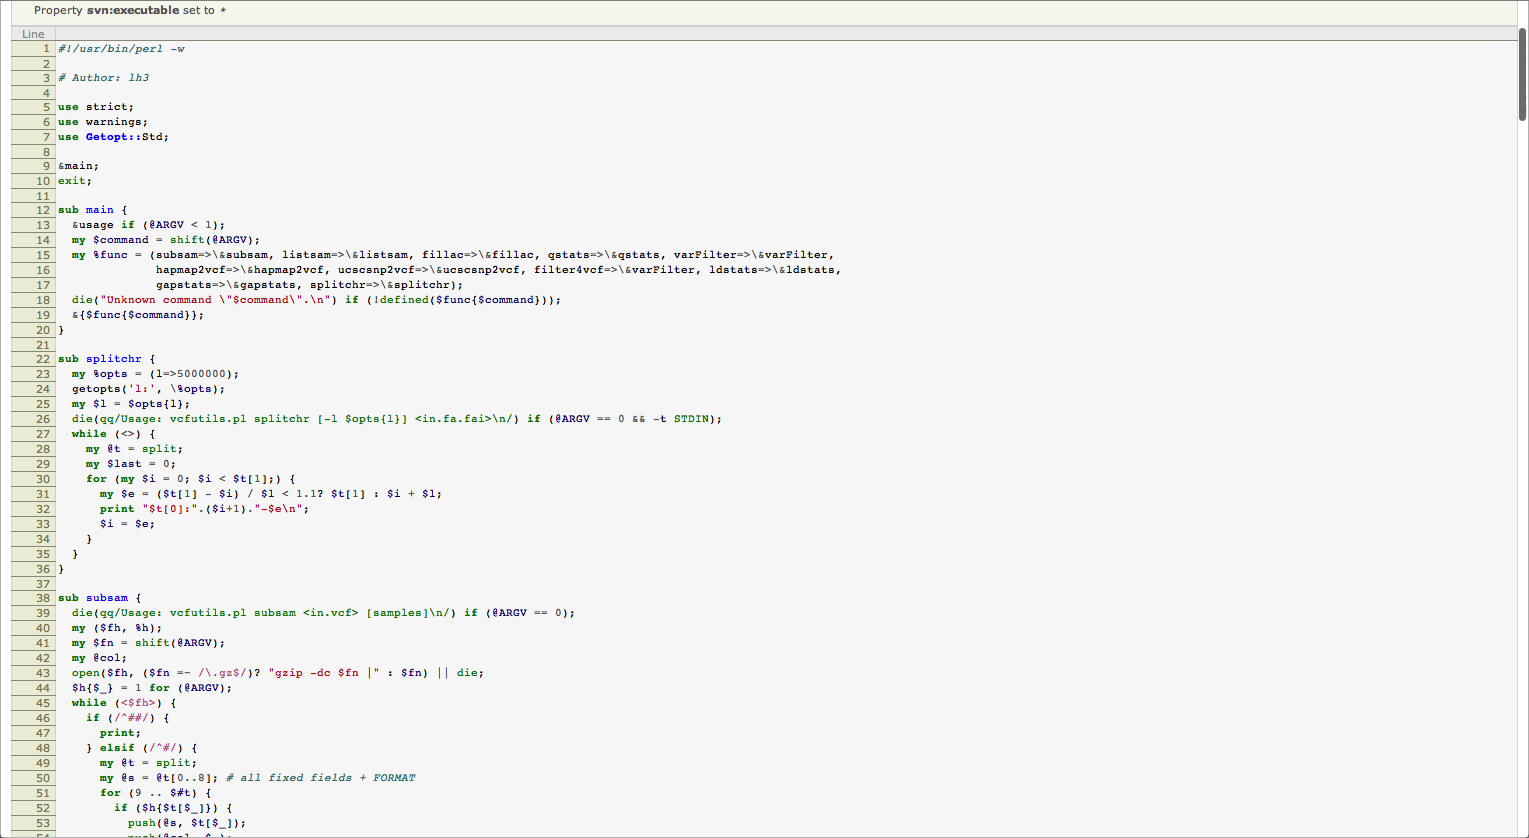 Property svn:executable set to *
Line
1 #!/usr/bin/perl -w
2
3 # Author: lh3
4
5 use strict;
6 use warnings;
7 use Getopt::Std;
8
9 &main;
10 exit;
11
12 sub main {
13   &usage if (@ARGV < 1);
14   my $command = shift(@ARGV);
15   my %func = (subsam=>\&subsam, listsam=>\&listsam, fillac=>\&fillac, qstats=>\&qstats, varFilter=>\&varFilter,
16               hapmap2vcf=>\&hapmap2vcf, ucscsnp2vcf=>\&ucscsnp2vcf, filter4vcf=>\&varFilter, ldstats=>\&ldstats,
17               gapstats=>\&gapstats, splitchr=>\&splitchr);
18   die("Unknown command \"$command\".\n") if (!defined($func{$command}));
19   &{$func{$command}};
20 }
21
22 sub splitchr {
23   my %opts = (l=>5000000);
24   getopts('l:', \%opts);
25   my $l = $opts{l};
26   die(qq/Usage: vcfutils.pl splitchr [-l $opts{l}] <in.fa.fai>\n/) if (@ARGV == 0 && -t STDIN);
27   while (<>) {
28     my @t = split;
29     my $last = 0;
30     for (my $i = 0; $i < $t[1];) {
31       my $e = ($t[1] - $i) / $l < 1.1? $t[1] : $i + $l;
32       print "$t[0]:".($i+1)."-$e\n";
33       $i = $e;
34     }
35   }
36 }
37
38 sub subsam {
39   die(qq/Usage: vcfutils.pl subsam <in.vcf> [samples]\n/) if (@ARGV == 0);
40   my ($fh, %h);
41   my $fn = shift(@ARGV);
42   my @col;
43   open($fh, ($fn =~ /\.gz$/)? "gzip -dc $fn |" : $fn) || die;
44   $h{$_} = 1 for (@ARGV);
45   while (<$fh>) {
46     if (/^##/) {
47       print;
48     } elsif (/^#/) {
49       my @t = split;
50       my @s = @t[0..8]; # all fixed fields + FORMAT
51       for (9 .. $#t) {
52         if ($h{$t[$_]}) {
53           push(@s, $t[$_]);